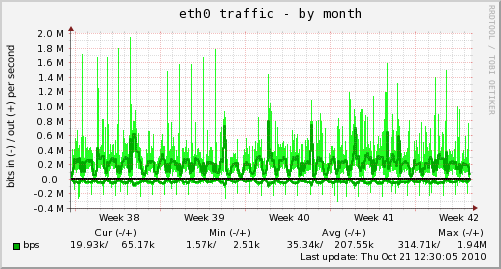 eth0 traffic - by month
RRDTOOL / TOBI OETIKER
bits in (-) / out (+) per second
2.0 M
1.8 M
1.6 M
1.4 M
1.2 M
1.0 M
0.8 M
0.6 M
0.4 M
0.2 M
0.0
-0.2 M
-0.4 M
Week 38 Week 39 Week 40 Week 41 Week 42
Cur (-/+) Min (-/+) Avg (-/+) Max (-/+)
bps 19.93k/ 65.17k 1.57k/ 2.51k 35.34k/ 207.55k 314.71k/ 1.94M
Last update: Thu Oct 21 12:30:05 2010